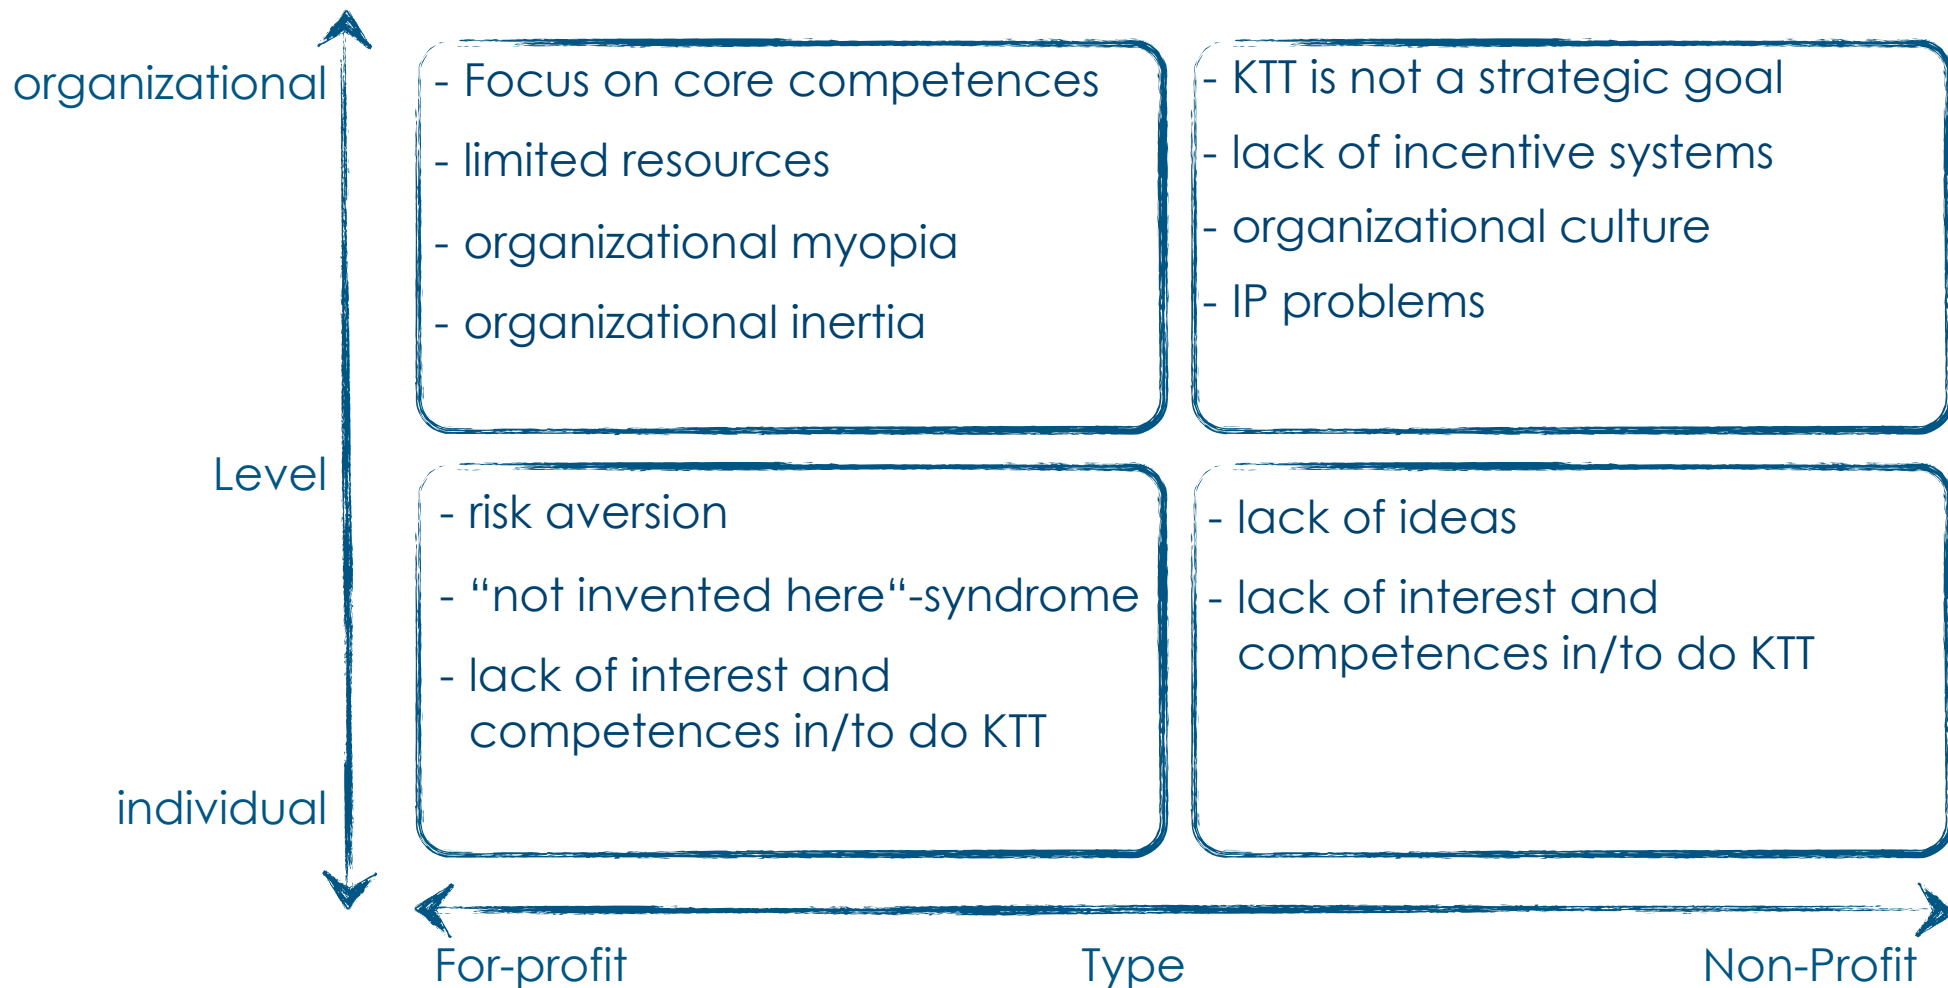 organizational
- Focus on core competences
- limited resources
- organizational myopia
- organizational inertia
- KTT is not a strategic goal
- lack of incentive systems
- organizational culture
- IP problems
Level
- risk aversion
- “not invented here“-syndrome
- lack of interest and
competences in/to do KTT
- lack of ideas
- lack of interest and
competences in/to do KTT
individual
For-profit
Type
Non-Profit